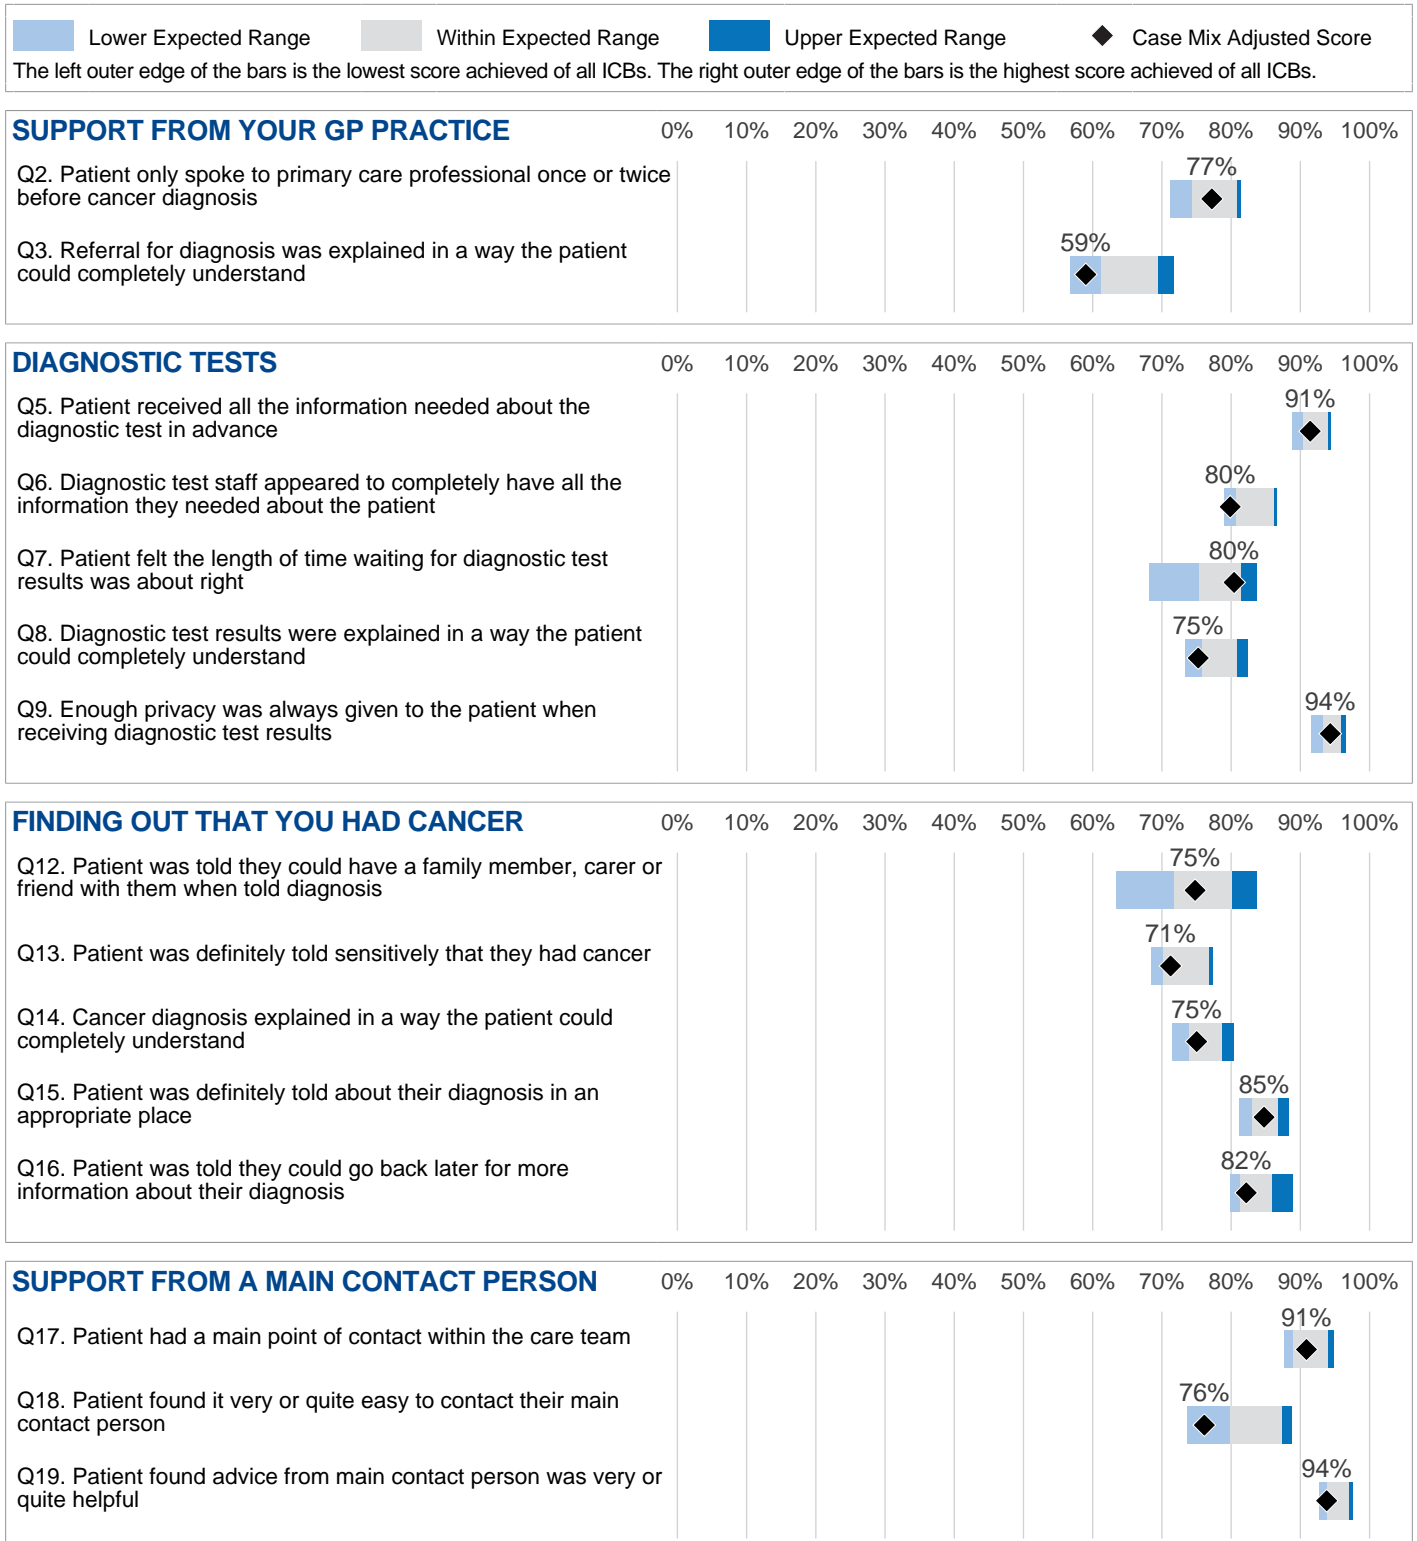 Lower Expected Range Within Expected Range Upper Expected Range Case Mix Adjusted Score
The left outer edge of the bars is the lowest score achieved of all ICBs. The right outer edge of the bars is the highest score achieved of all ICBs.
SUPPORT FROM YOUR GP PRACTICE 0% 10% 20% 30% 40% 50% 60% 70% 80% 90% 100%
Q2. Patient only spoke to primary care professional once or twice
before cancer diagnosis
77%
Q3. Referral for diagnosis was explained in a way the patient
could completely understand
59%
DIAGNOSTIC TESTS 0% 10% 20% 30% 40% 50% 60% 70% 80% 90% 100%
Q5. Patient received all the information needed about the
diagnostic test in advance
91%
Q6. Diagnostic test staff appeared to completely have all the
information they needed about the patient
80%
Q7. Patient felt the length of time waiting for diagnostic test
results was about right
80%
Q8. Diagnostic test results were explained in a way the patient
could completely understand
75%
Q9. Enough privacy was always given to the patient when
receiving diagnostic test results
94%
FINDING OUT THAT YOU HAD CANCER 0% 10% 20% 30% 40% 50% 60% 70% 80% 90% 100%
Q12. Patient was told they could have a family member, carer or
friend with them when told diagnosis
75%
Q13. Patient was definitely told sensitively that they had cancer
71%
Q14. Cancer diagnosis explained in a way the patient could
completely understand
75%
Q15. Patient was definitely told about their diagnosis in an
appropriate place
85%
Q16. Patient was told they could go back later for more
information about their diagnosis
82%
SUPPORT FROM A MAIN CONTACT PERSON 0% 10% 20% 30% 40% 50% 60% 70% 80% 90% 100%
Q17. Patient had a main point of contact within the care team
91%
Q18. Patient found it very or quite easy to contact their main
contact person
76%
Q19. Patient found advice from main contact person was very or
quite helpful
94%